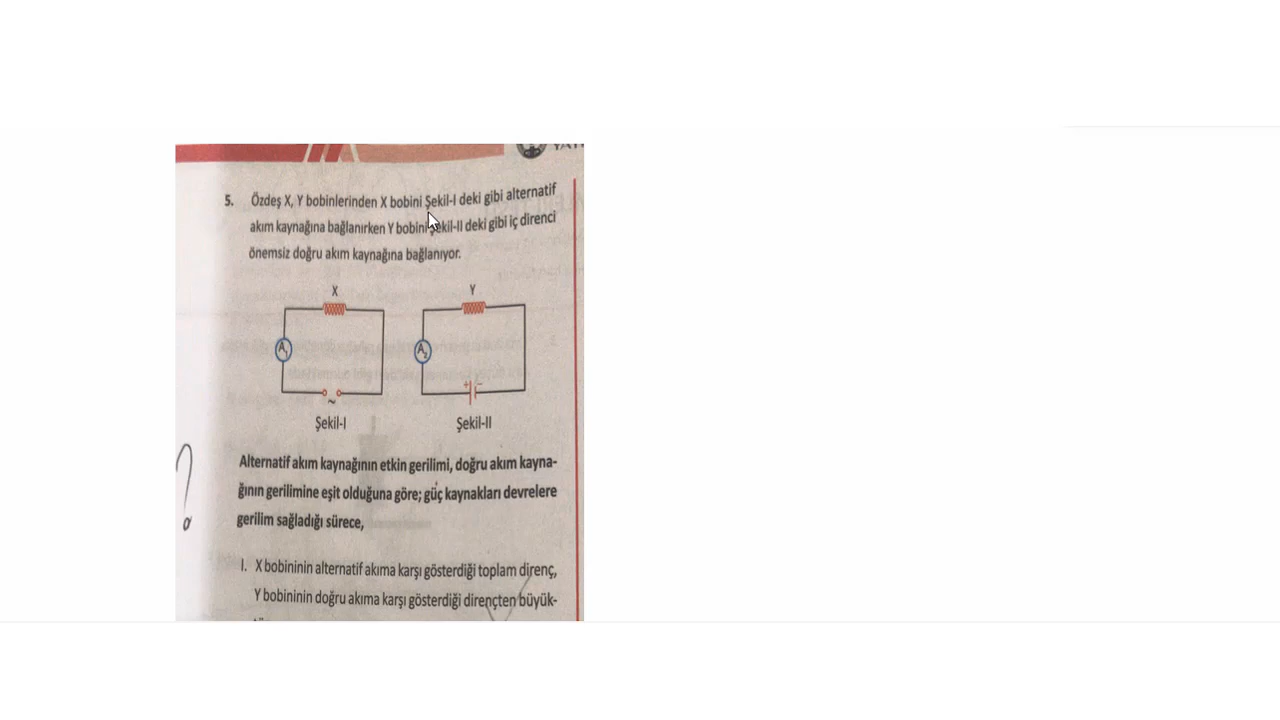 5. Özdeş X, Y bobinlerinden X bobini Şekil-I deki gibi alternatif
akım kaynağına bağlanırken Y bobini Şekil-II deki gibi iç direnci
önemsiz doğru akım kaynağına bağlanıyor.
X Y
A1 A2
+ -
~
Şekil-I Şekil-II
Alternatif akım kaynağının etkin gerilimi, doğru akım kayna-
ğının gerilimine eşit olduğuna göre; güç kaynakları devrelere
gerilim sağladığı sürece,
?
I. X bobininin alternatif akıma karşı gösterdiği toplam direnç,
Y bobininin doğru akıma karşı gösterdiği dirençten büyük-